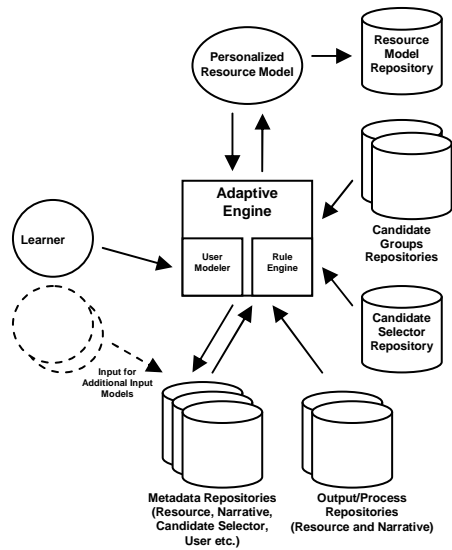 Personalized
Resource Model
Resource
Model
Repository
Adaptive
Engine
User
Modeler
Rule
Engine
Learner
Candidate
Groups
Repositories
Candidate
Selector
Repository
Input for
Additional Input
Models
Metadata Repositories
(Resource, Narrative,
Candidate Selector,
User etc.)
Output/Process
Repositories
(Resource and Narrative)